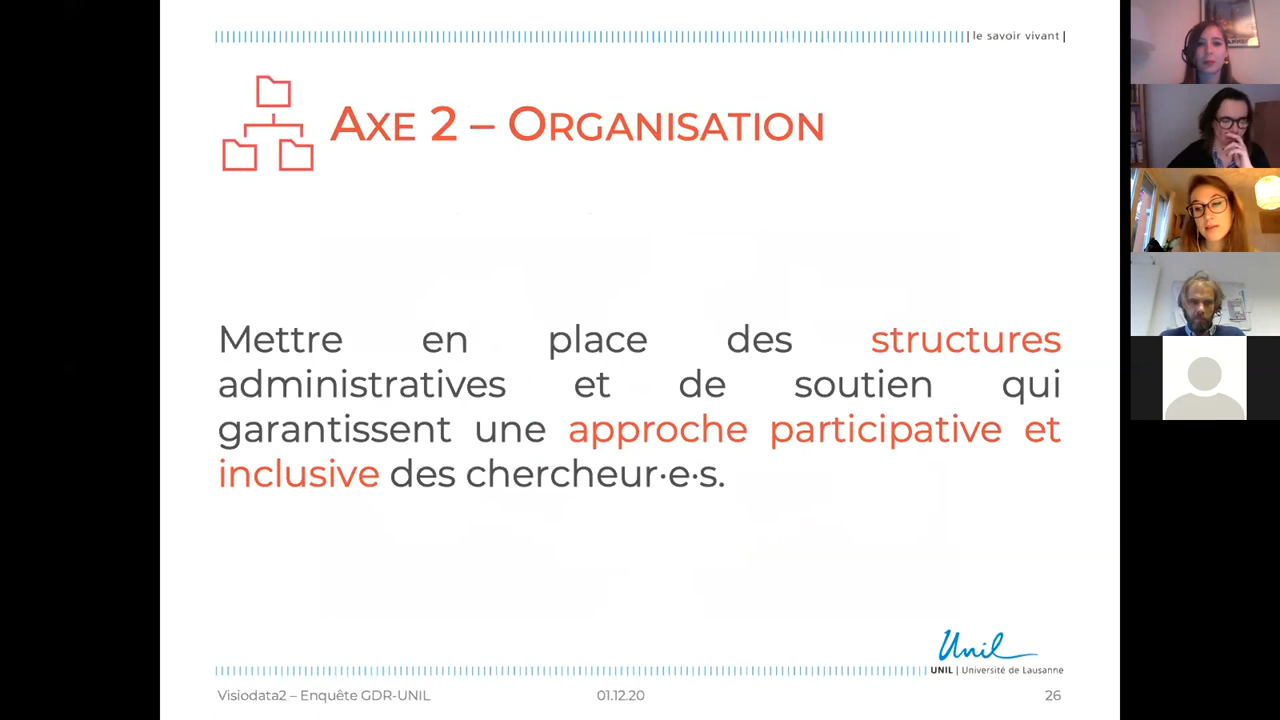 | le savoir vivant |
AXE 2 – ORGANISATION
Mettre en place des structures
administratives et de soutien qui
garantissent une approche participative et
inclusive des chercheur·e·s.
Unil
UNIL | Université de Lausanne
Visiodata2 – Enquête GDR-UNIL 01.12.20 26